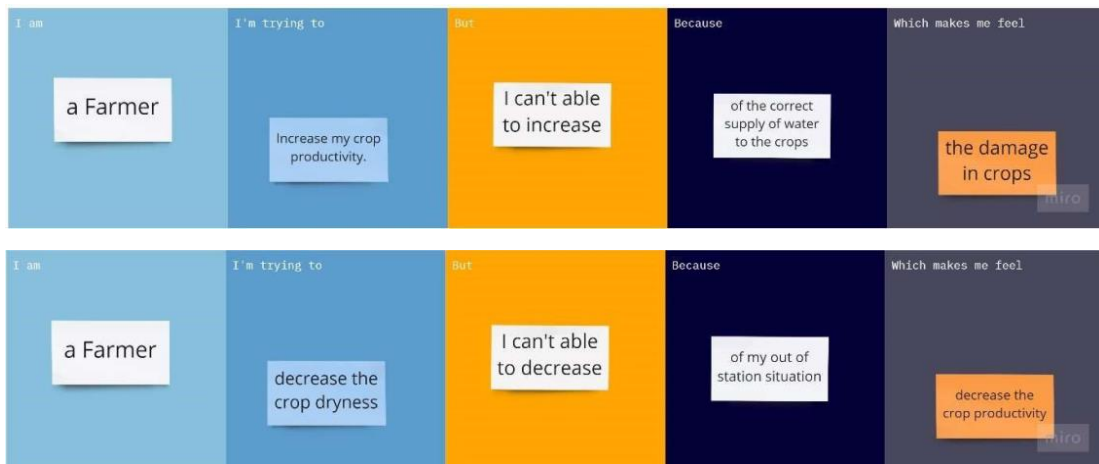 I am
I'm trying to
But
Because
Which makes me feel
a Farmer
Increase my crop
productivity.
I can't able
to increase
of the correct
supply of water
to the crops
the damage
in crops
miro
I am
I'm trying to
But
Because
Which makes me feel
a Farmer
decrease the
crop dryness
I can't able
to decrease
of my out of
station situation
decrease the
crop productivity
miro